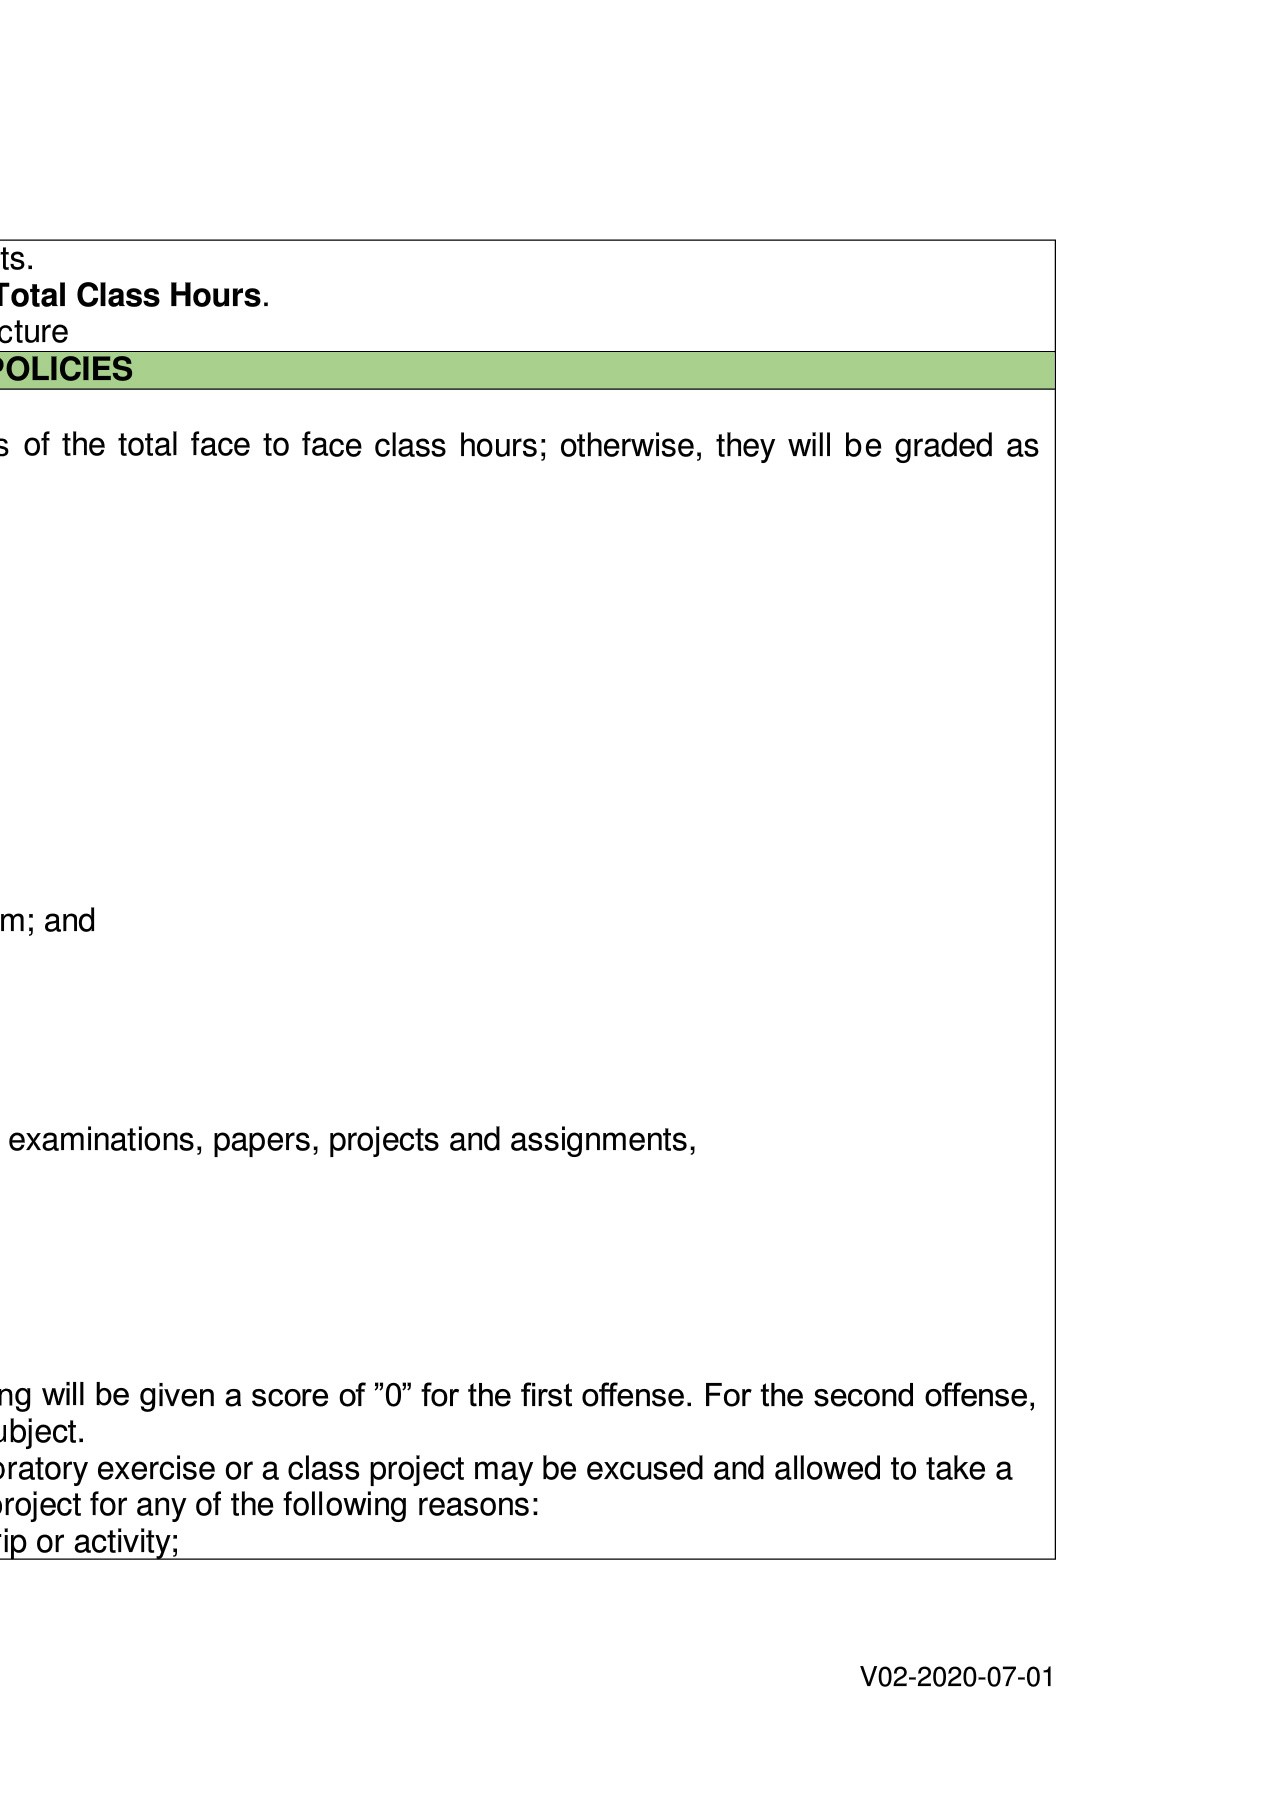 ts.
Total Class Hours.
cture
POLICIES
s of the total face to face class hours; otherwise, they will be graded as
m; and
examinations, papers, projects and assignments,
ng will be given a score of ”0” for the first offense. For the second offense,
ubject.
oratory exercise or a class project may be excused and allowed to take a
project for any of the following reasons:
rip or activity;
V02-2020-07-01